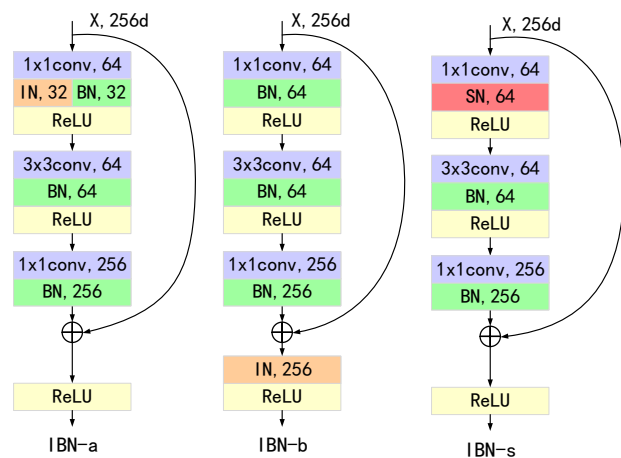 X, 256d
1x1conv, 64
IN, 32 BN, 32
ReLU
3x3conv, 64
BN, 64
ReLU
1x1conv, 256
BN, 256
ReLU
IBN-a
X, 256d
1x1conv, 64
BN, 64
ReLU
3x3conv, 64
BN, 64
ReLU
1x1conv, 256
BN, 256
IN, 256
ReLU
IBN-b
X, 256d
1x1conv, 64
SN, 64
ReLU
3x3conv, 64
BN, 64
ReLU
1x1conv, 256
BN, 256
ReLU
IBN-s